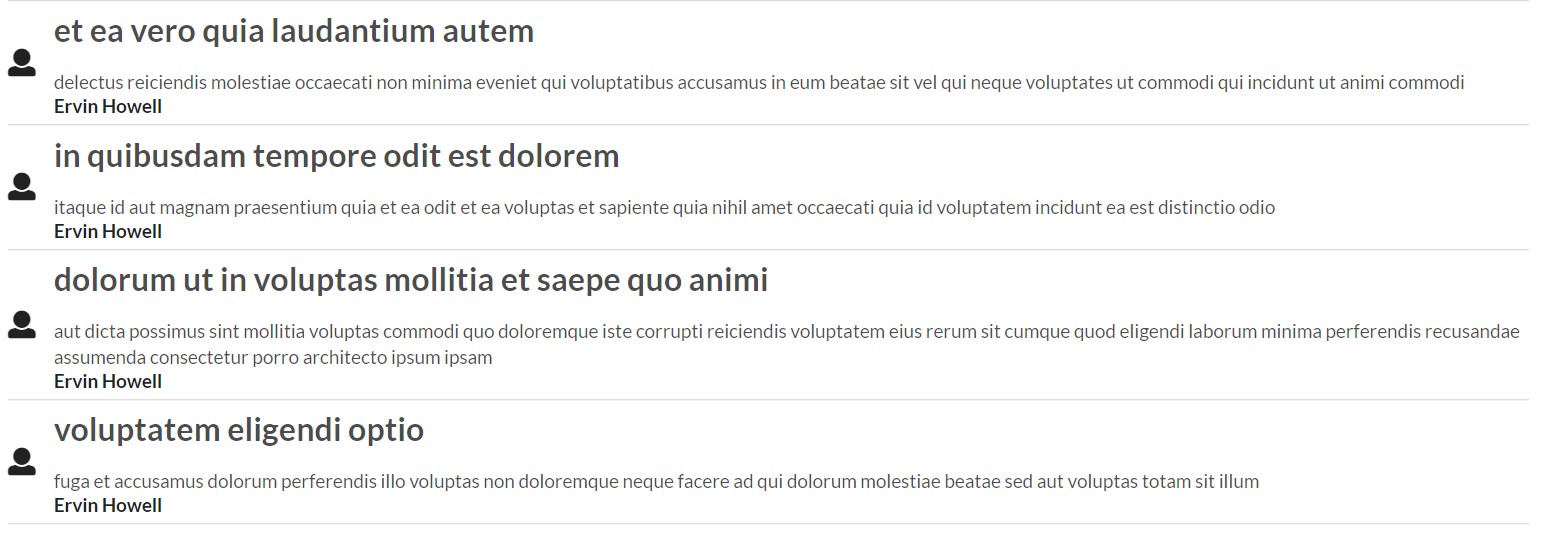 et ea vero quia laudantium autem
delectus reiciendis molestiae occaecati non minima eveniet qui voluptatibus accusamus in eum beatae sit vel qui neque voluptates ut commodi qui incidunt ut animi commodi
Ervin Howell
in quibusdam tempore odit est dolorem
itaque id aut magnam praesentium quia et ea odit et ea voluptas et sapiente quia nihil amet occaecati quia id voluptatem incidunt ea est distinctio odio
Ervin Howell
dolorum ut in voluptas mollitia et saepe quo animi
aut dicta possimus sint mollitia voluptas commodi quo doloremque iste corrupti reiciendis voluptatem eius rerum sit cumque quod eligendi laborum minima perferendis recusandae
assumenda consectetur porro architecto ipsum ipsam
Ervin Howell
voluptatem eligendi optio
fuga et accusamus dolorum perferendis illo voluptas non doloremque neque facere ad qui dolorum molestiae beatae sed aut voluptas totam sit illum
Ervin Howell